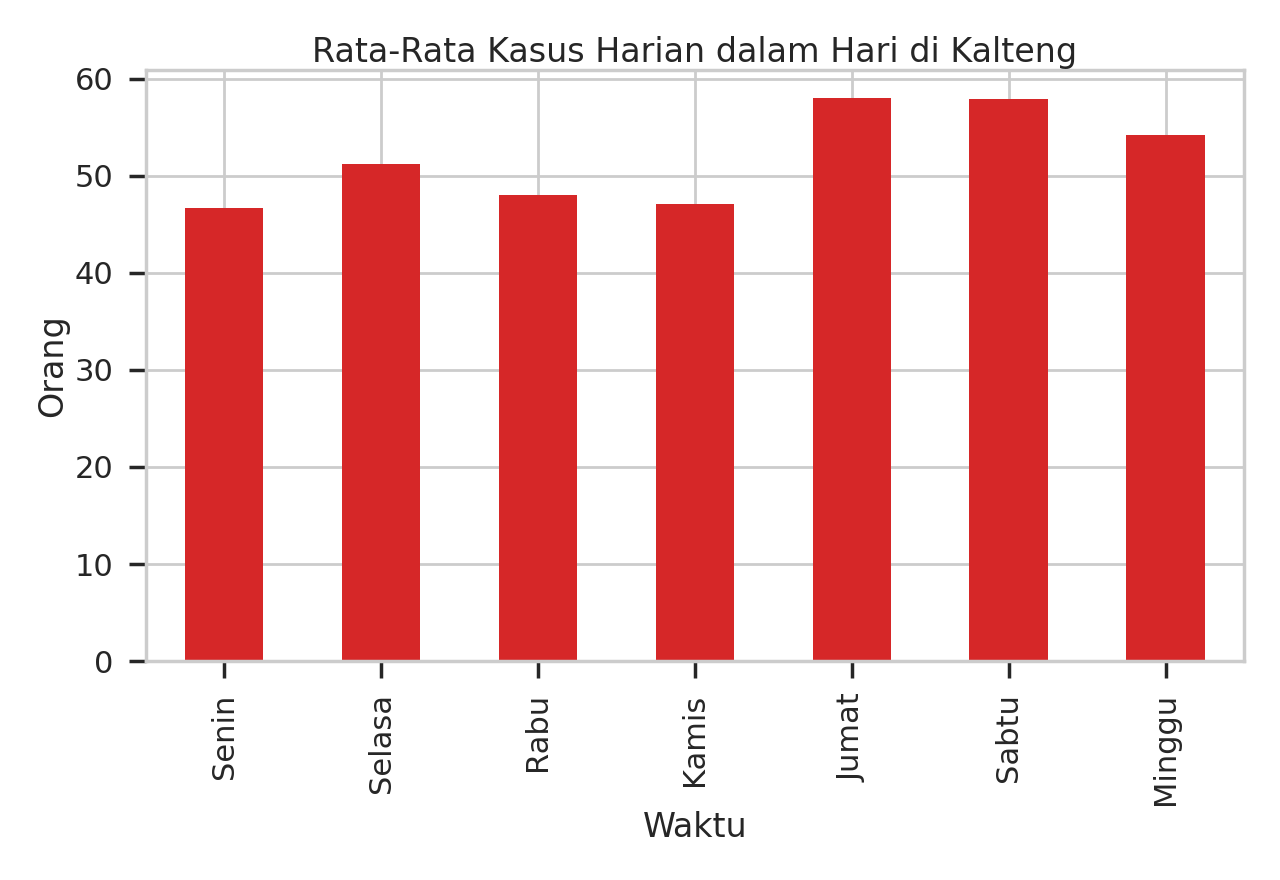 Rata-Rata Kasus Harian dalam Hari di Kalteng
60
50
40
30
20
10
0
Orang
Senin
Selasa
Rabu
Kamis
Jumat
Sabtu
Minggu
Waktu